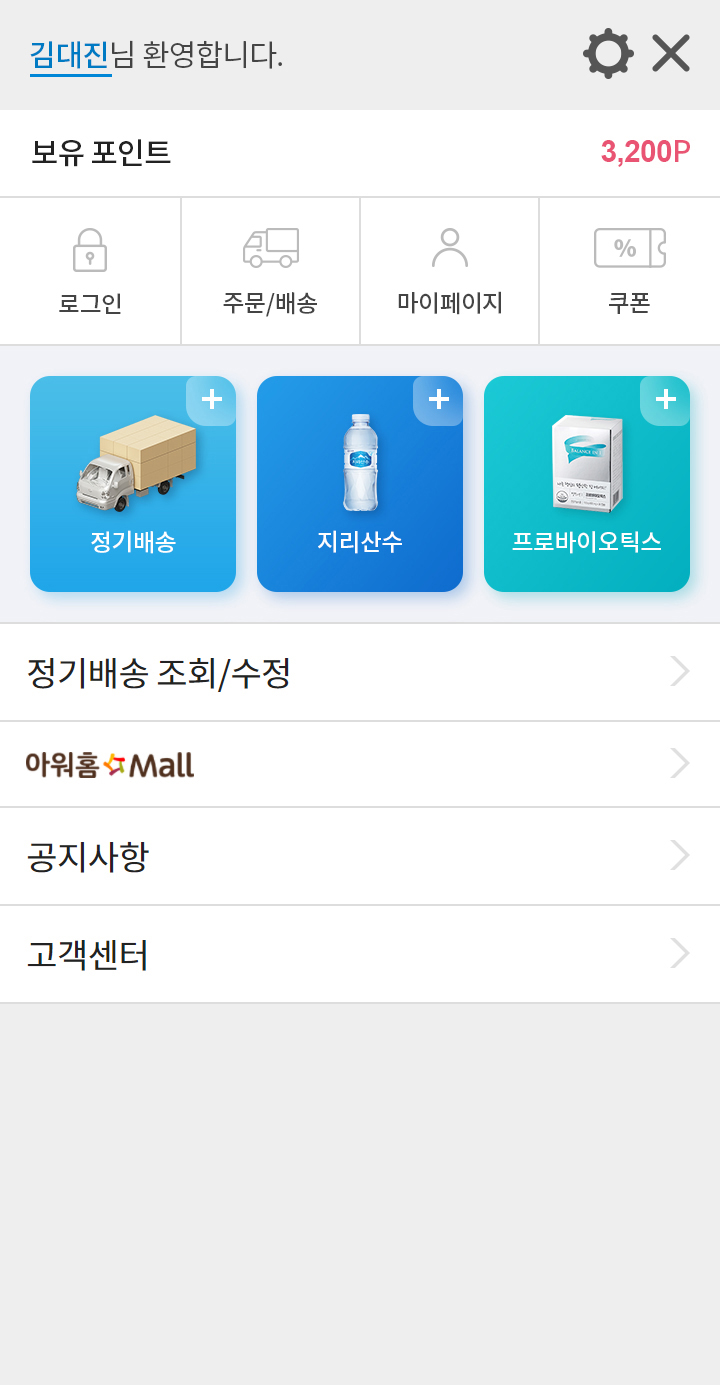 김대진님 환영합니다.
보유 포인트 3,200P
로그인 주문/배송 마이페이지 쿠폰
정기배송 지리산수 프로바이오틱스
정기배송 조회/수정
아워홈 Mall
공지사항
고객센터